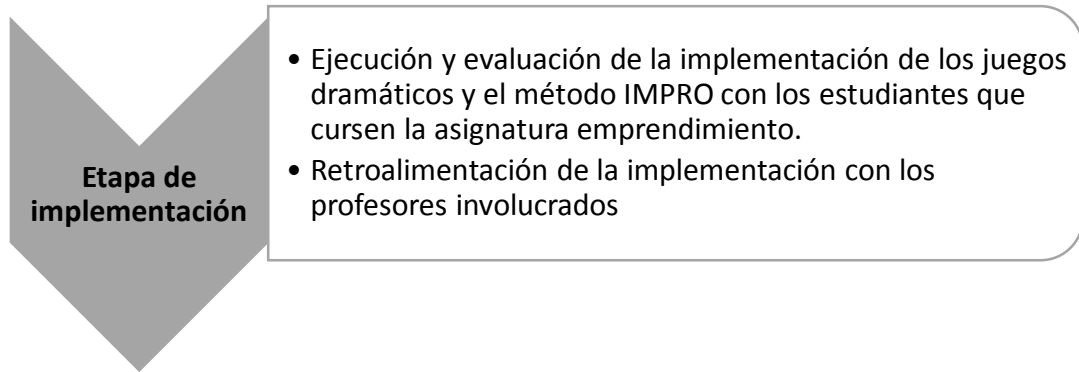 Etapa de
implementación
• Ejecución y evaluación de la implementación de los juegos
dramáticos y el método IMPRO con los estudiantes que
cursen la asignatura emprendimiento.
• Retroalimentación de la implementación con los
profesores involucrados